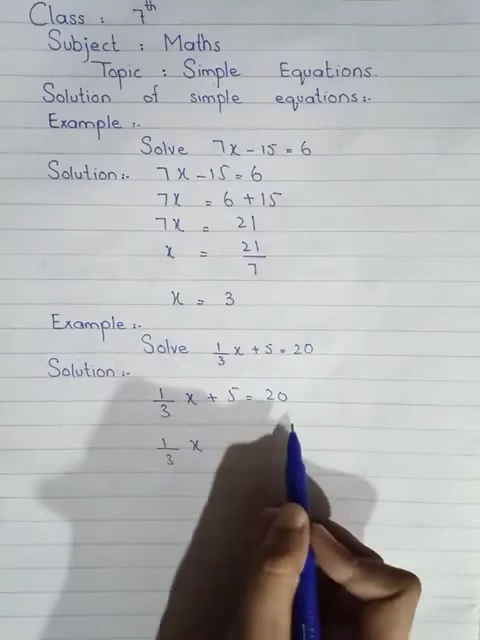 Class : 7th
Subject : Maths
Topic : Simple Equations.
Solution of simple equations:-
Example :-
Solve 7x - 15 = 6
Solution:- 7x - 15 = 6
7x = 6 + 15
7x = 21
x = 21/7
x = 3
Example :-
Solve 1/3 x + 5 = 20
Solution :-
1/3 x + 5 = 20
1/3 x